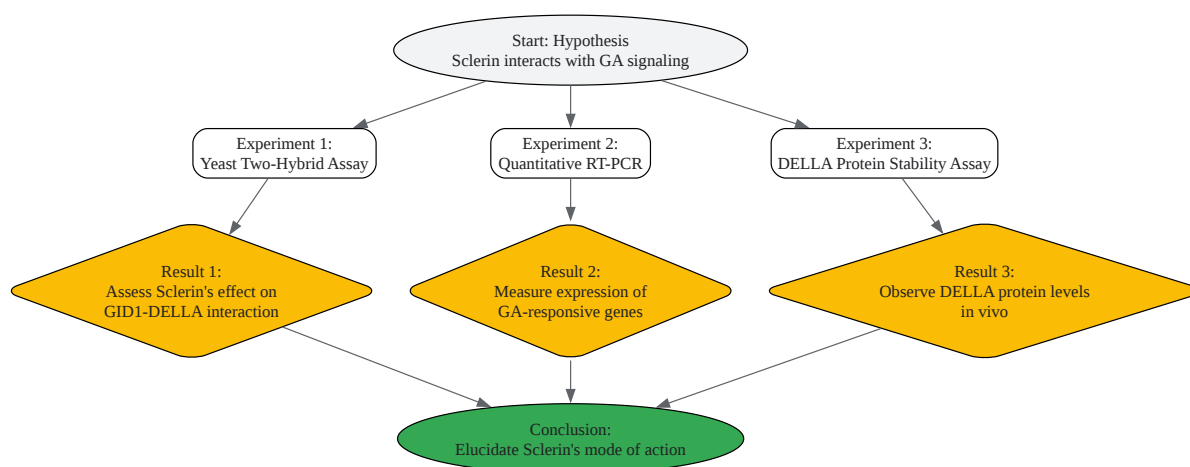 Start: Hypothesis
Sclerin interacts with GA signaling
Experiment 1:
Yeast Two-Hybrid Assay
Experiment 2:
Quantitative RT-PCR
Experiment 3:
DELLA Protein Stability Assay
Result 1:
Assess Sclerin's effect on
GID1-DELLA interaction
Result 2:
Measure expression of
GA-responsive genes
Result 3:
Observe DELLA protein levels
in vivo
Conclusion:
Elucidate Sclerin's mode of action